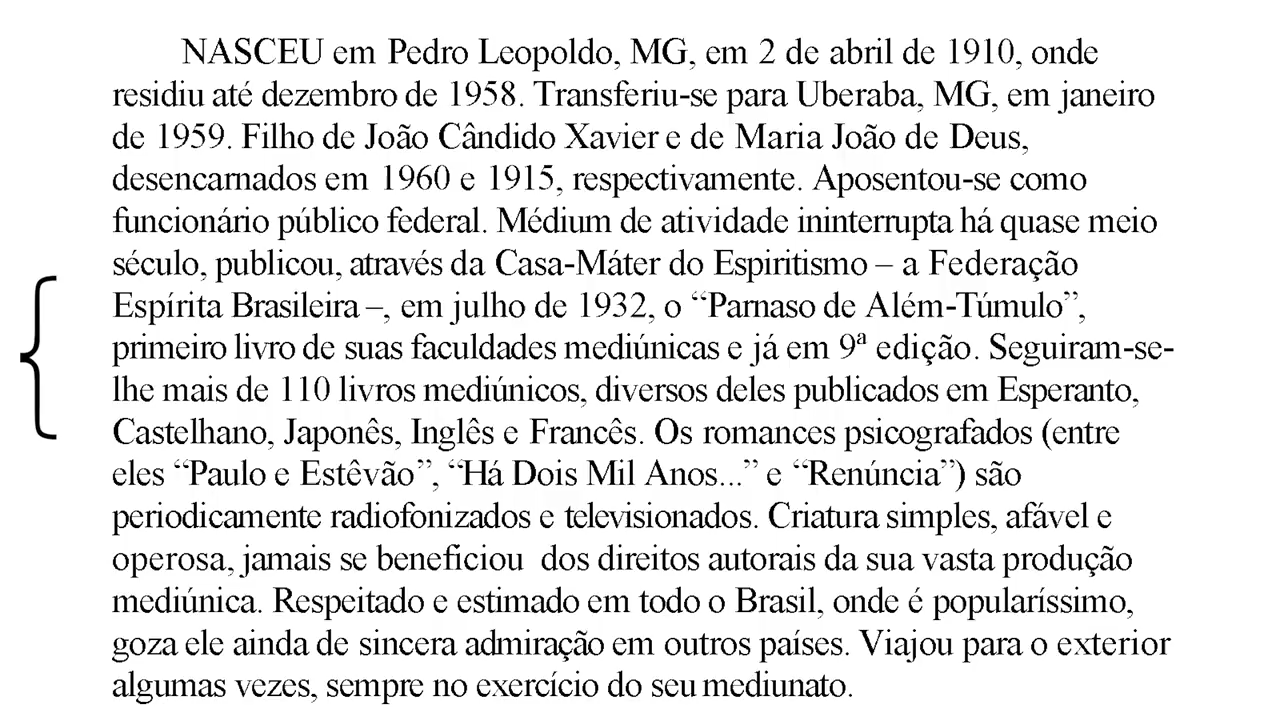 NASCEU em Pedro Leopoldo, MG, em 2 de abril de 1910, onde
residiu até dezembro de 1958. Transferiu-se para Uberaba, MG, em janeiro
de 1959. Filho de João Cândido Xavier e de Maria João de Deus,
desencarnados em 1960 e 1915, respectivamente. Aposentou-se como
funcionário público federal. Médium de atividade ininterrupta há quase meio
século, publicou, através da Casa-Máter do Espiritismo – a Federação
Espírita Brasileira –, em julho de 1932, o “Parnaso de Além-Túmulo”,
primeiro livro de suas faculdades mediúnicas e já em 9ª edição. Seguiram-se-
lhe mais de 110 livros mediúnicos, diversos deles publicados em Esperanto,
Castelhano, Japonês, Inglês e Francês. Os romances psicografados (entre
eles “Paulo e Estêvão”, “Há Dois Mil Anos...” e “Renúncia”) são
periodicamente radiofonizados e televisionados. Criatura simples, afável e
operosa, jamais se beneficiou  dos direitos autorais da sua vasta produção
mediúnica. Respeitado e estimado em todo o Brasil, onde é popularíssimo,
goza ele ainda de sincera admiração em outros países. Viajou para o exterior
algumas vezes, sempre no exercício do seu mediunato.